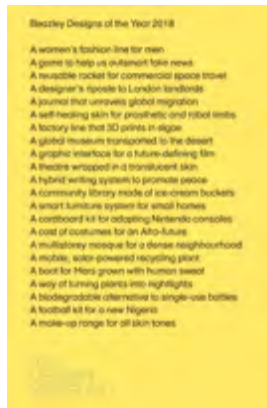 Beazley Designs of the Year 2018
A women's fashion line for men
A game to help us outsmart fake news
A reusable rocket for commercial space travel
A designer's riposte to London landlords
A journal that unravels global migration
A self-healing skin for prosthetic and robot limbs
A factory line that 3D prints in algae
A global museum transported to the desert
A graphic interface for a future-defining film
A theatre wrapped in a translucent skin
A hybrid writing system to promote peace
A community library made of ice-cream buckets
A smart furniture system for small homes
A cardboard kit for adapting Nintendo consoles
A cast of costumes for an Afro-future
A multistorey mosque for a dense neighbourhood
A mobile, solar-powered recycling plant
A boot for Mars grown with human sweat
A way of turning plants into nightlights
A biodegradable alternative to single-use bottles
A football kit for a new Nigeria
A make-up range for all skin tones